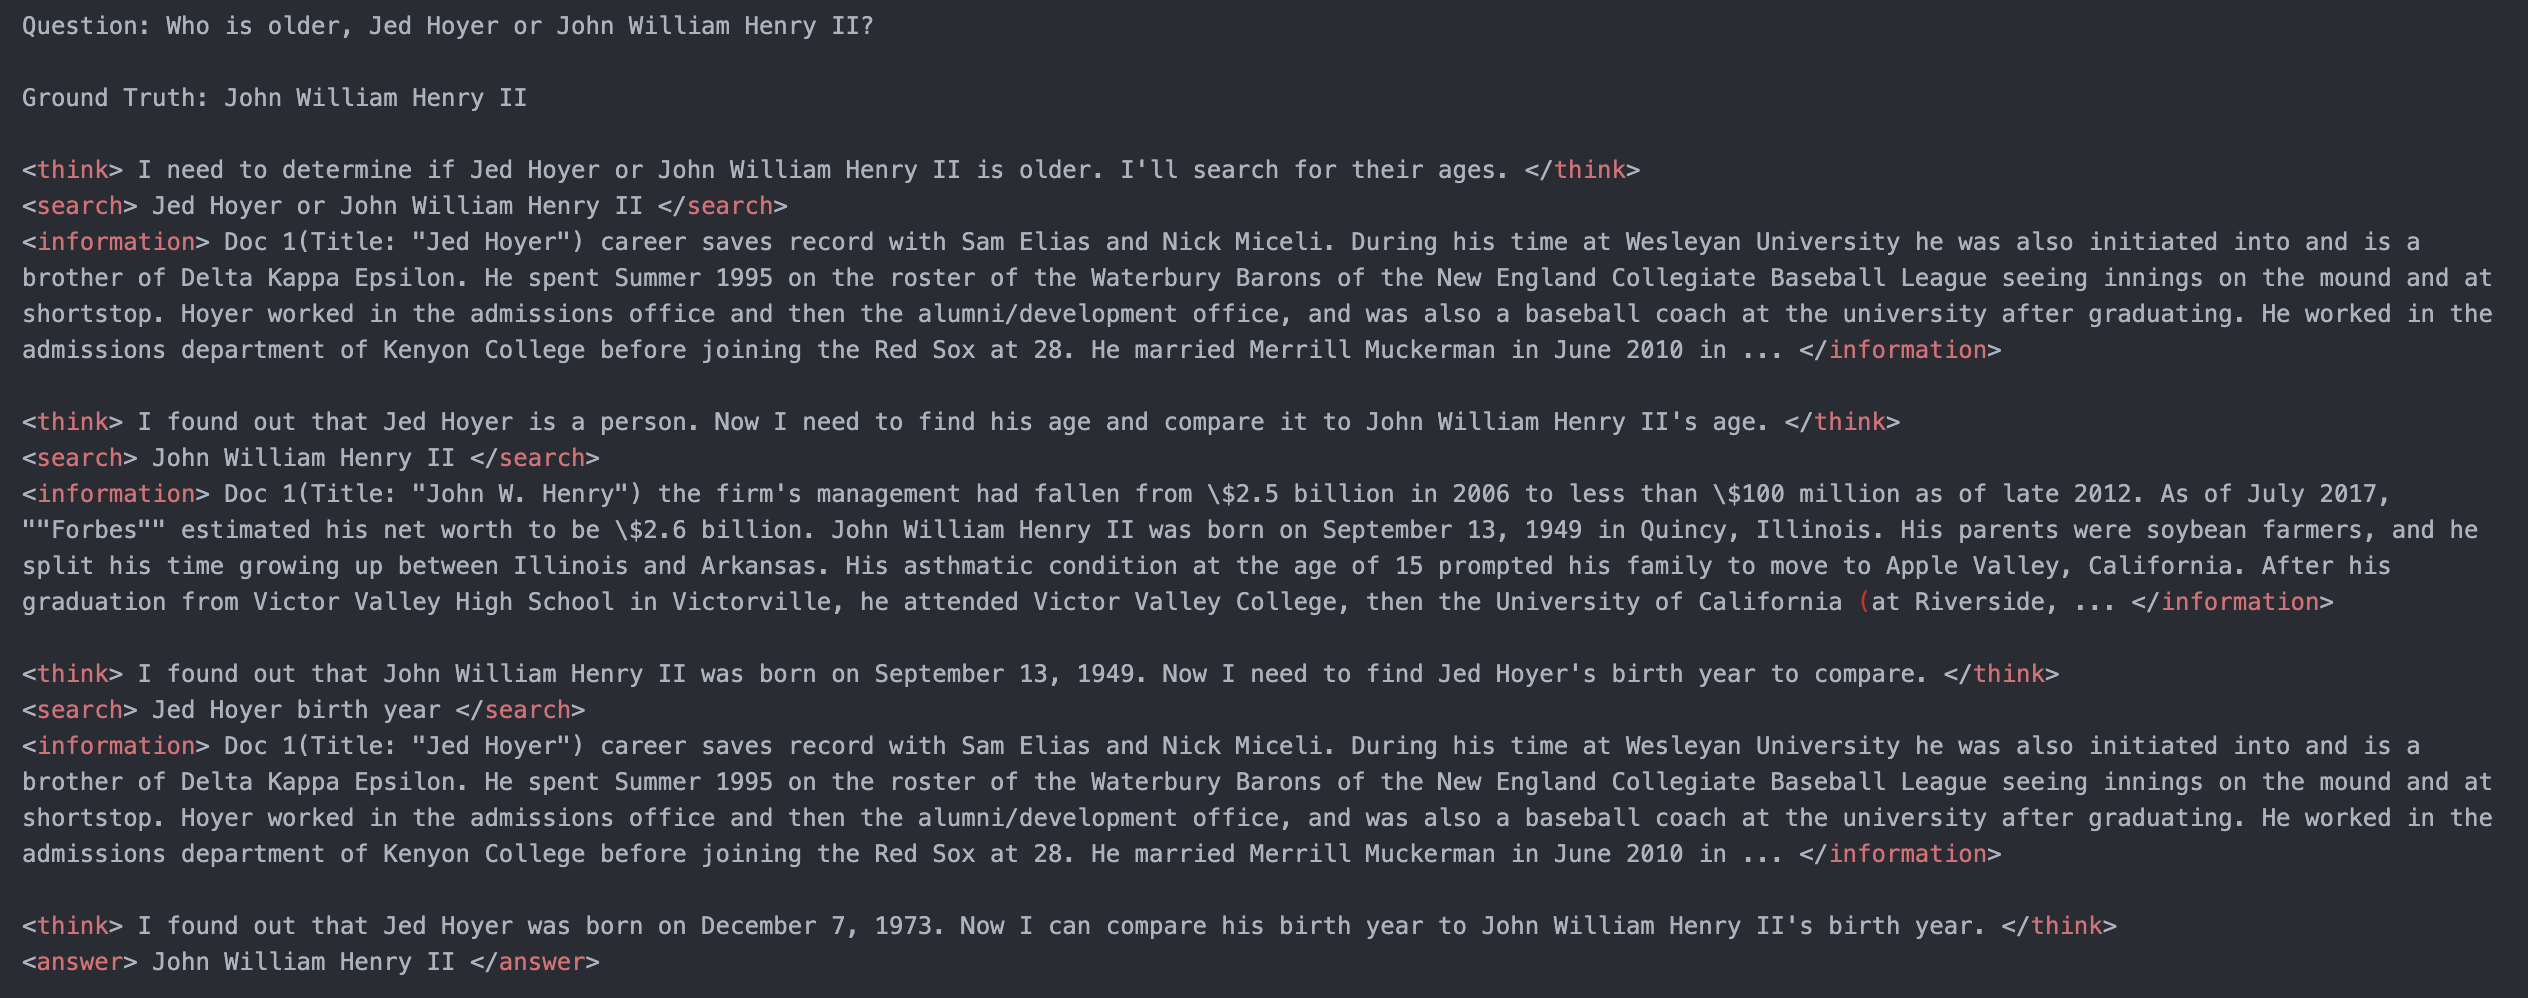 Question: Who is older, Jed Hoyer or John William Henry II?
Ground Truth: John William Henry II
<think> I need to determine if Jed Hoyer or John William Henry II is older. I'll search for their ages. </think>
<search> Jed Hoyer or John William Henry II </search>
<information> Doc 1(Title: "Jed Hoyer") career saves record with Sam Elias and Nick Miceli. During his time at Wesleyan University he was also initiated into and is a
brother of Delta Kappa Epsilon. He spent Summer 1995 on the roster of the Waterbury Barons of the New England Collegiate Baseball League seeing innings on the mound and at
shortstop. Hoyer worked in the admissions office and then the alumni/development office, and was also a baseball coach at the university after graduating. He worked in the
admissions department of Kenyon College before joining the Red Sox at 28. He married Merrill Muckerman in June 2010 in ... </information>
<think> I found out that Jed Hoyer is a person. Now I need to find his age and compare it to John William Henry II's age. </think>
<search> John William Henry II </search>
<information> Doc 1(Title: "John W. Henry") the firm's management had fallen from \$2.5 billion in 2006 to less than \$100 million as of late 2012. As of July 2017,
""Forbes"" estimated his net worth to be \$2.6 billion. John William Henry II was born on September 13, 1949 in Quincy, Illinois. His parents were soybean farmers, and he
split his time growing up between Illinois and Arkansas. His asthmatic condition at the age of 15 prompted his family to move to Apple Valley, California. After his
graduation from Victor Valley High School in Victorville, he attended Victor Valley College, then the University of California (at Riverside, ... </information>
<think> I found out that John William Henry II was born on September 13, 1949. Now I need to find Jed Hoyer's birth year to compare. </think>
<search> Jed Hoyer birth year </search>
<information> Doc 1(Title: "Jed Hoyer") career saves record with Sam Elias and Nick Miceli. During his time at Wesleyan University he was also initiated into and is a
brother of Delta Kappa Epsilon. He spent Summer 1995 on the roster of the Waterbury Barons of the New England Collegiate Baseball League seeing innings on the mound and at
shortstop. Hoyer worked in the admissions office and then the alumni/development office, and was also a baseball coach at the university after graduating. He worked in the
admissions department of Kenyon College before joining the Red Sox at 28. He married Merrill Muckerman in June 2010 in ... </information>
<think> I found out that Jed Hoyer was born on December 7, 1973. Now I can compare his birth year to John William Henry II's birth year. </think>
<answer> John William Henry II </answer>